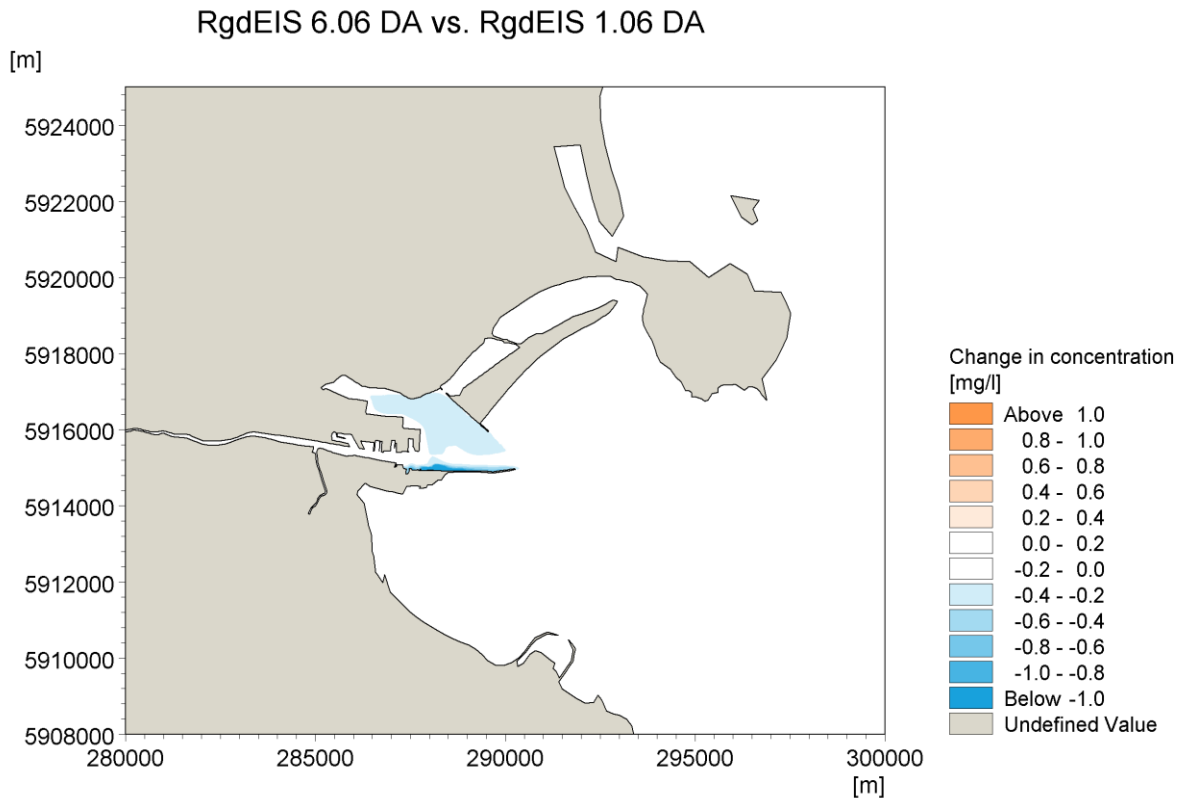 RgdEIS 6.06 DA vs. RgdEIS 1.06 DA
[m]
5924000
5922000
5920000
5918000
5916000
5914000
5912000
5910000
5908000
280000 285000 290000 295000 300000
[m]
Change in concentration
[mg/l]
Above 1.0
0.8 - 1.0
0.6 - 0.8
0.4 - 0.6
0.2 - 0.4
0.0 - 0.2
-0.2 - 0.0
-0.4 - -0.2
-0.6 - -0.4
-0.8 - -0.6
-1.0 - -0.8
Below -1.0
Undefined Value